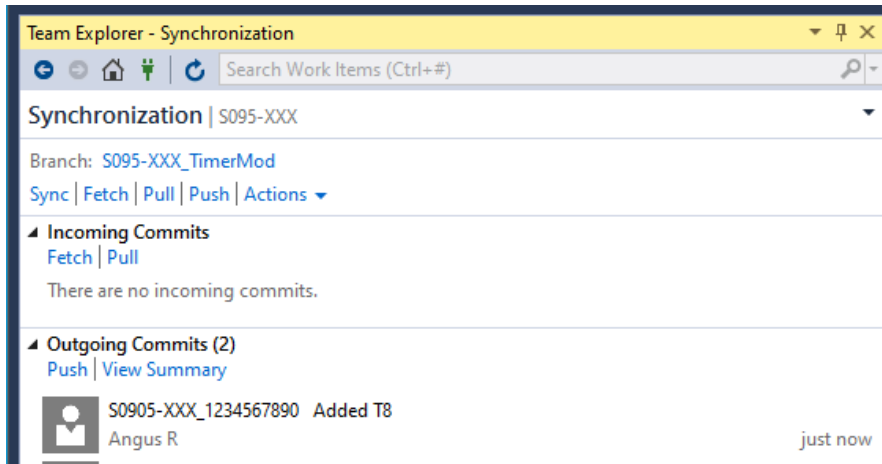 Team Explorer - Synchronization
Search Work Items (Ctrl+#)
Synchronization | S095-XXX
Branch: S095-XXX_TimerMod
Sync | Fetch | Pull | Push | Actions
Incoming Commits
Fetch | Pull
There are no incoming commits.
Outgoing Commits (2)
Push | View Summary
S0905-XXX_1234567890 Added T8
Angus R just now